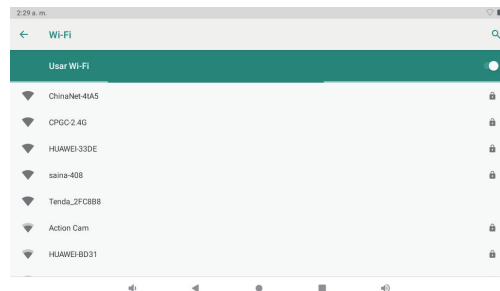 2:29 a. m.
Wi-Fi
Usar Wi-Fi
ChinaNet-4tA5
CPGC-2.4G
HUAWEI-33DE
saina-408
Tenda_2FC8B8
Action Cam
HUAWEI-BD31